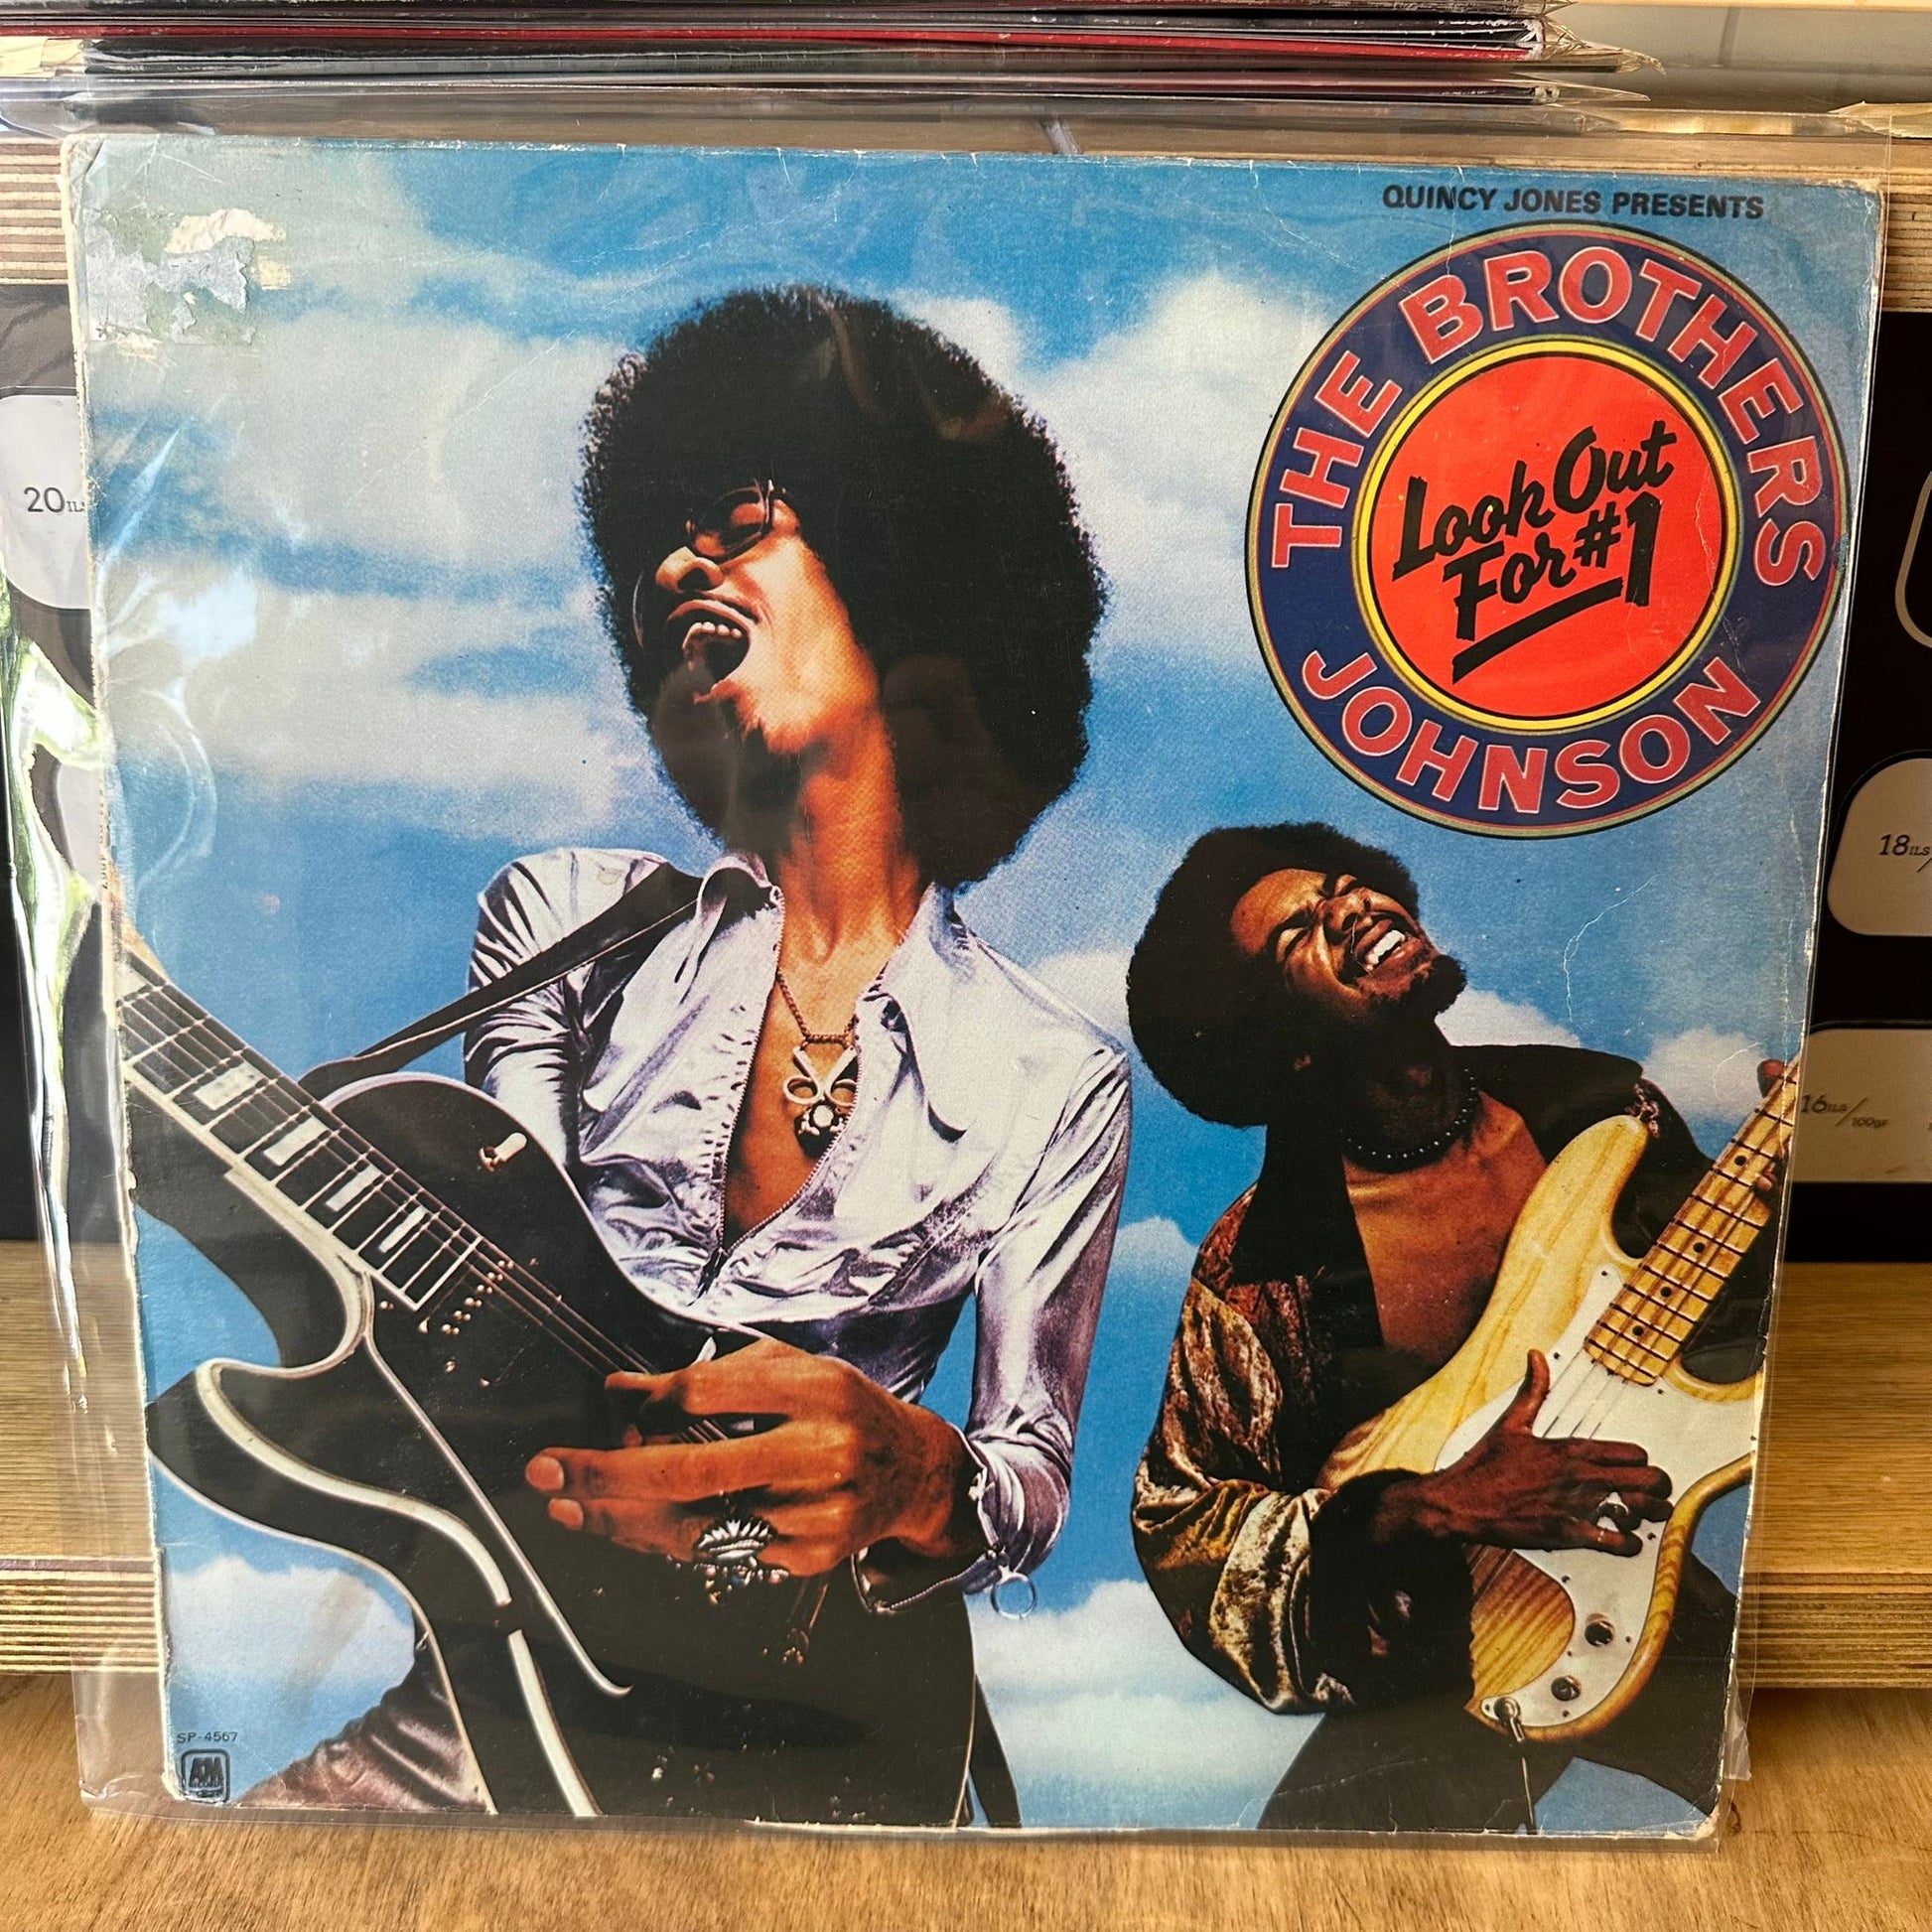 QUINCY JONES PRESENTS
THE BROTHERS
JOHNSON
Look Out
For #1
20ILS
18ILS/
16ILS/100GR
SP-4567
A&M